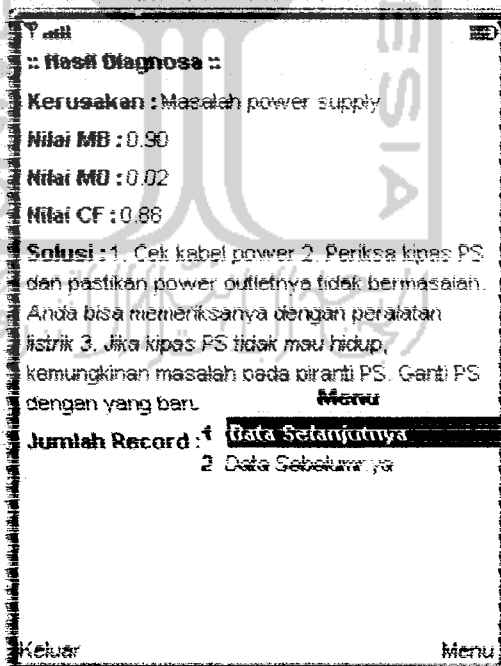 :: Hasil Diagnosa ::
Kerusakan : Masalah power supply
Nilai MB : 0.90
Nilai MD : 0.02
Nilai CF : 0.88
Solusi : 1. Cek kabel power 2. Periksa kipas PS
dan pastikan power outletnya tidak bermasalah.
Anda bisa memeriksanya dengan peralatan
listrik 3. Jika kipas PS tidak mau hidup,
kemungkinan masalah pada piranti PS. Ganti PS
dengan yang baru
Menu
Jumlah Record :
1 Data Selanjutnya
2 Data Sebelumnya
Keluar Menu